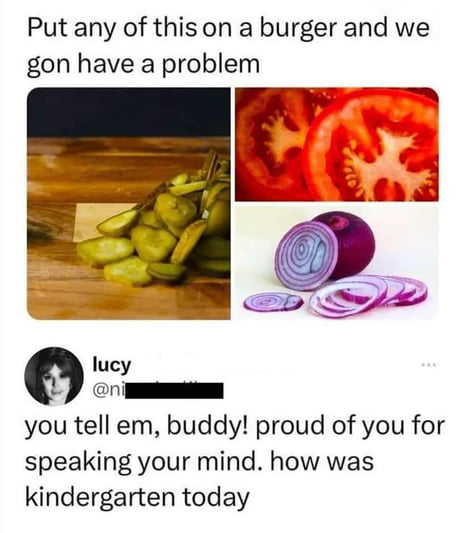 Put any of this on a burger and we
gon have a problem
lucy
@ni
you tell em, buddy! proud of you for
speaking your mind. how was
kindergarten today